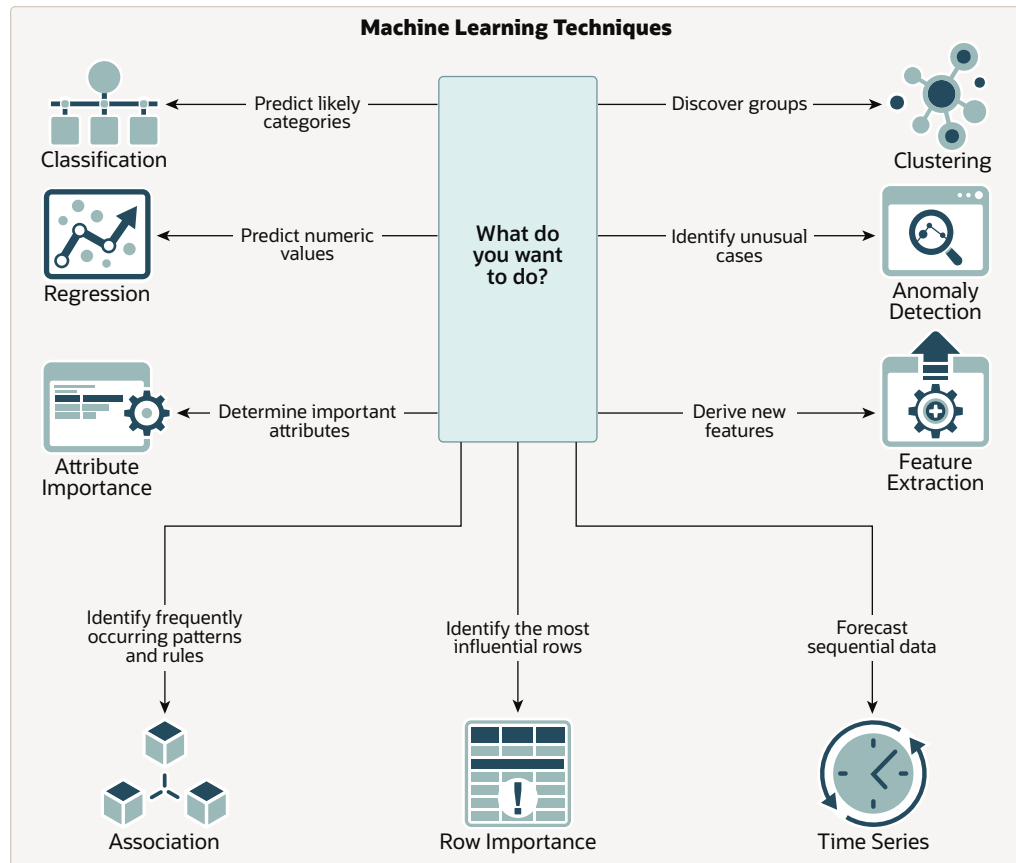 Machine Learning Techniques
Predict likely
categories
Classification
Discover groups
Clustering
What do
you want
to do?
Predict numeric
values
Regression
Identify unusual
cases
Anomaly
Detection
Determine important
attributes
Attribute
Importance
Derive new
features
Feature
Extraction
Identify frequently
occurring patterns
and rules
Identify the most
influential rows
Forecast
sequential data
!
Association
Row Importance
Time Series